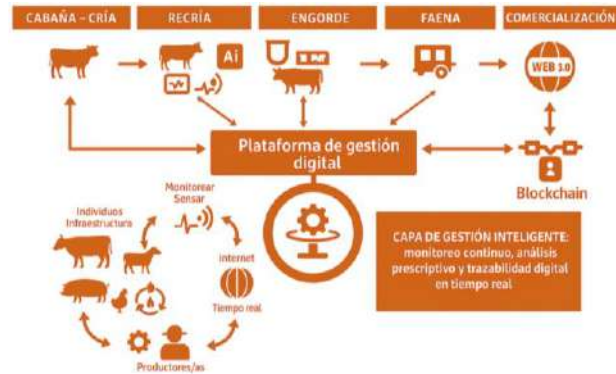 CABAÑA – CRÍA
RECRÍA
ENGORDE
FAENA
COMERCIALIZACIÓN
Ai
WEB 3.0
Plataforma de gestión
digital
Blockchain
Monitorear
Sensar
Individuos
Infraestructura
internet
Tiempo real
Productores/as
CAPA DE GESTIÓN INTELIGENTE:
monitoreo continuo, análisis
prescriptivo y trazabilidad digital
en tiempo real